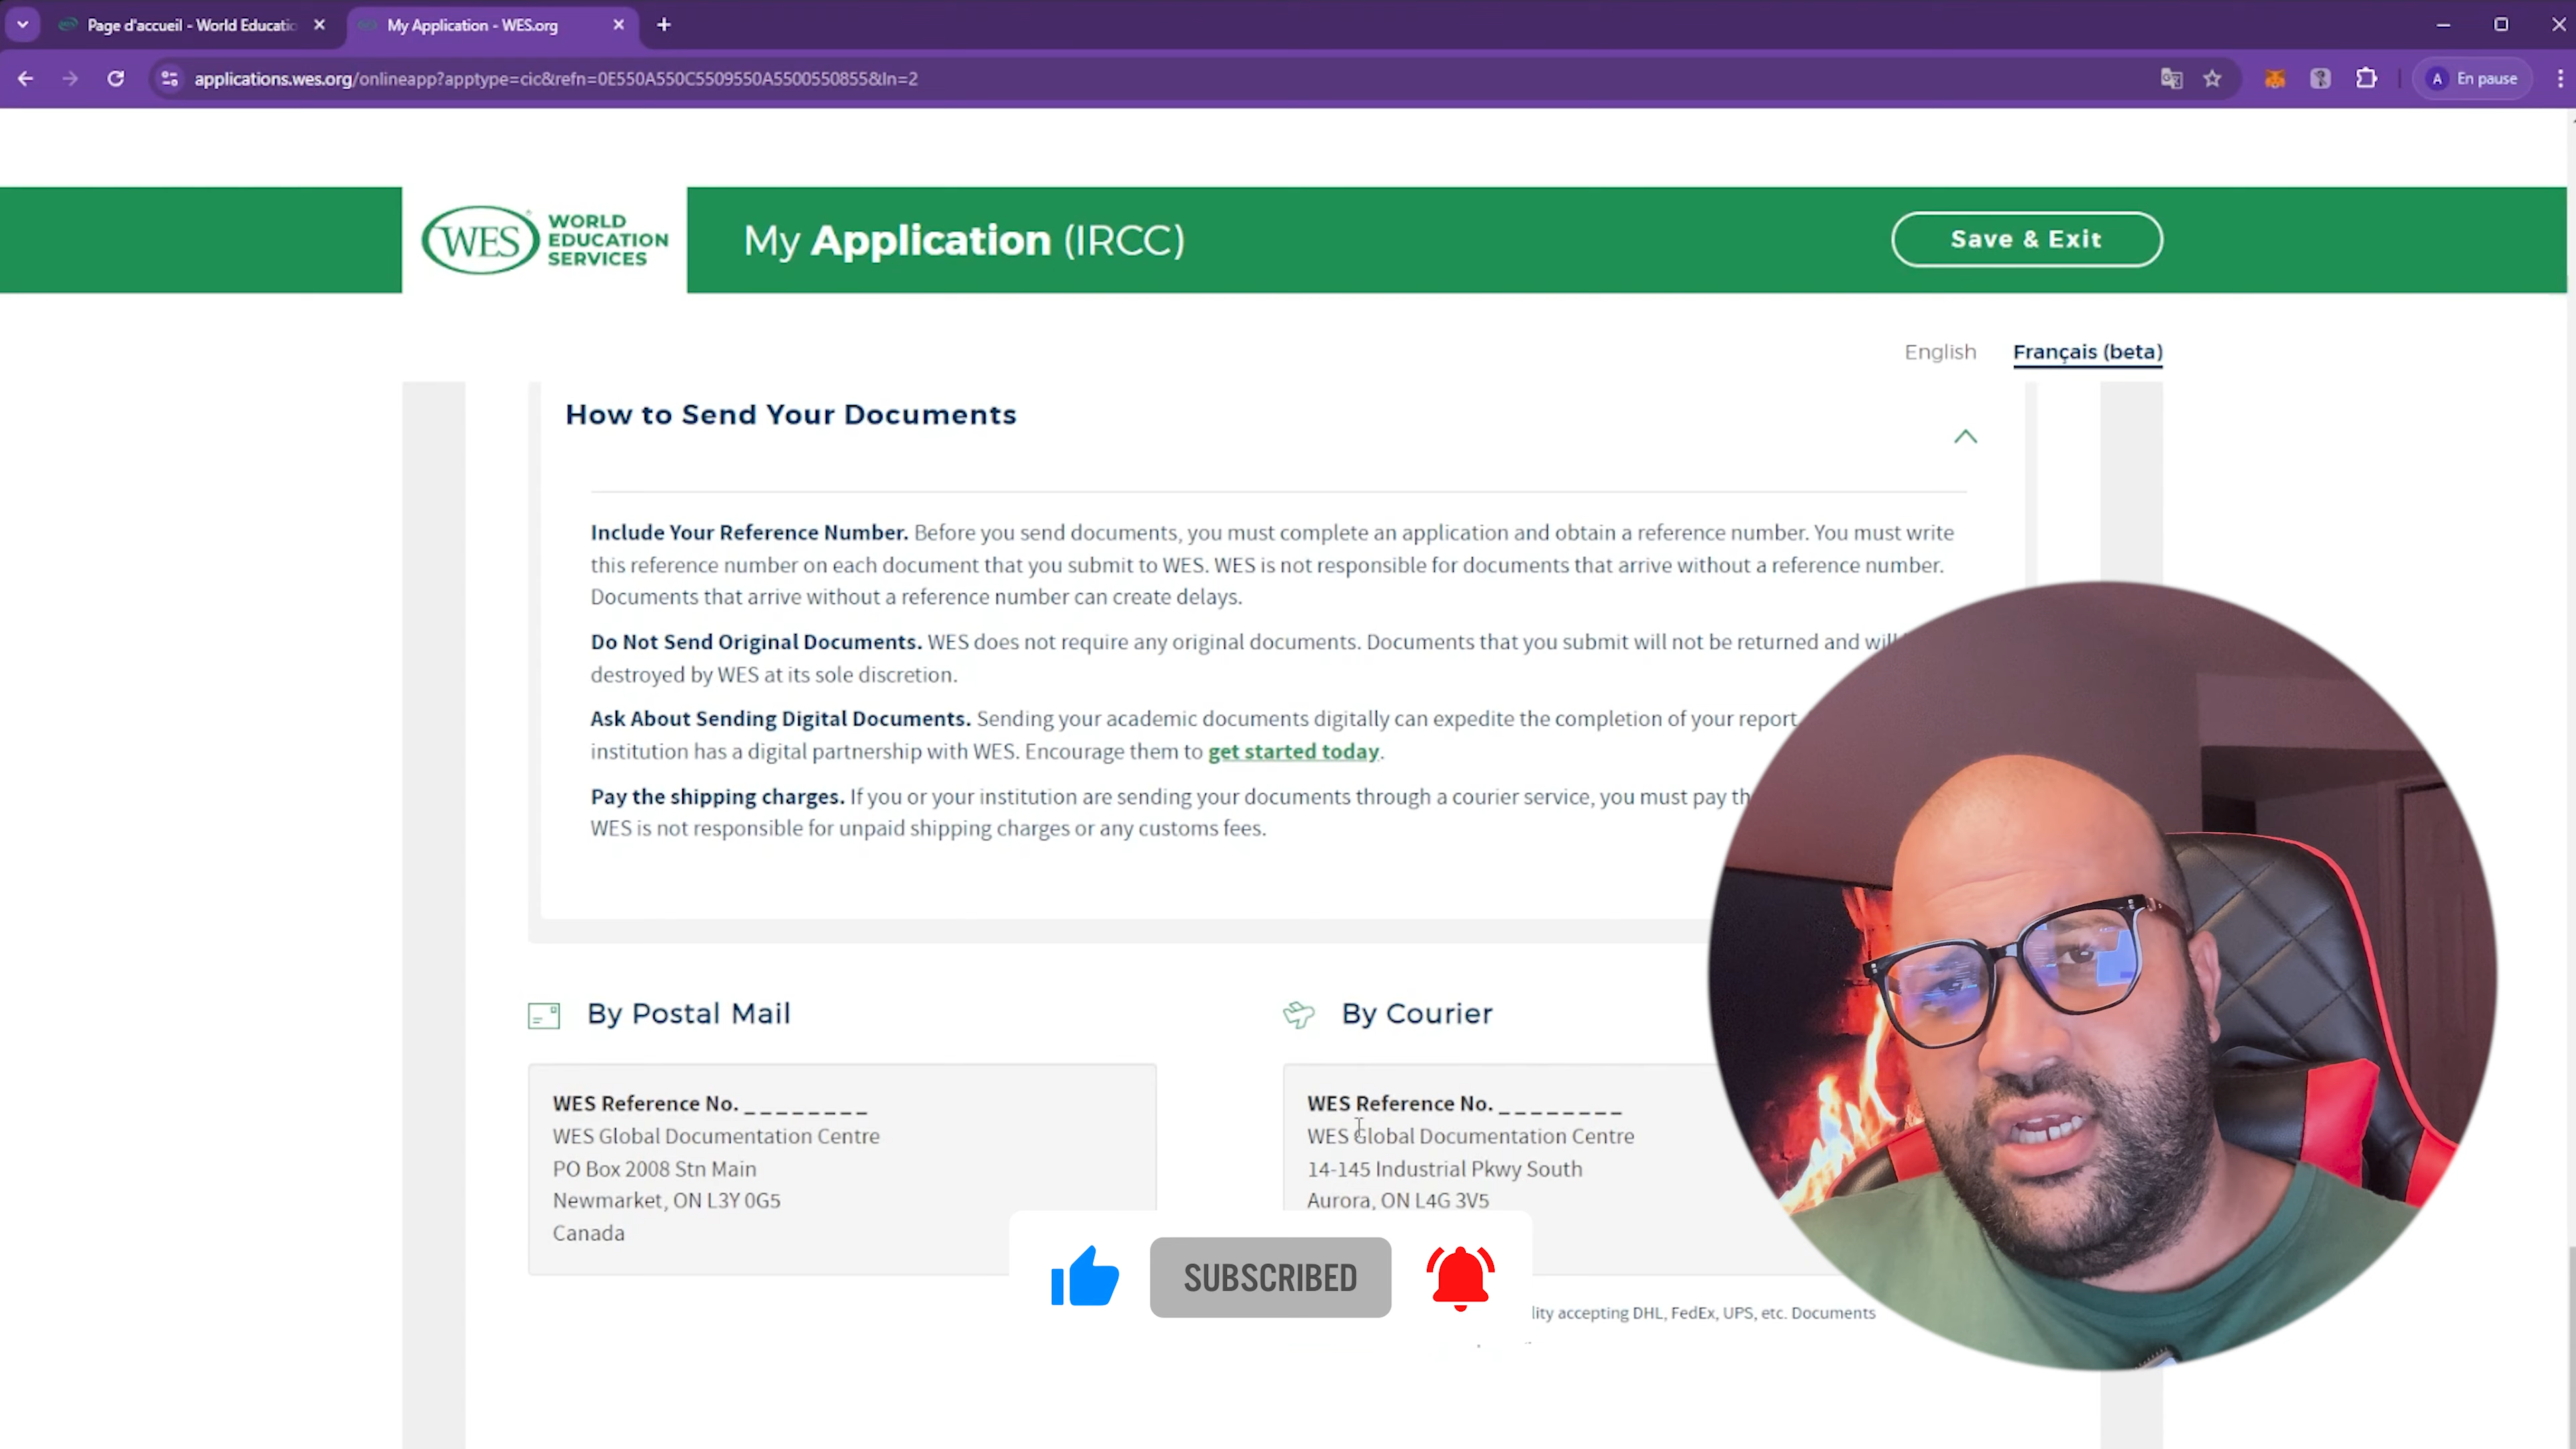 Page d'accueil - World Educatio
My Application - WES.org
applications.wes.org/onlineapp?apptype=cic&refn=0E550A550C5509550A5500550855&ln=2
A En pause
WES WORLD
EDUCATION
SERVICES
My Application (IRCC)
Save & Exit
English Français (beta)
How to Send Your Documents
Include Your Reference Number. Before you send documents, you must complete an application and obtain a reference number. You must write
this reference number on each document that you submit to WES. WES is not responsible for documents that arrive without a reference number.
Documents that arrive without a reference number can create delays.
Do Not Send Original Documents. WES does not require any original documents. Documents that you submit will not be returned and will
destroyed by WES at its sole discretion.
Ask About Sending Digital Documents. Sending your academic documents digitally can expedite the completion of your report
institution has a digital partnership with WES. Encourage them to get started today.
Pay the shipping charges. If you or your institution are sending your documents through a courier service, you must pay th
WES is not responsible for unpaid shipping charges or any customs fees.
By Postal Mail
WES Reference No. _ _ _ _ _ _ _ _
WES Global Documentation Centre
PO Box 2008 Stn Main
Newmarket, ON L3Y 0G5
Canada
By Courier
WES Reference No. _ _ _ _ _ _ _ _
WES Global Documentation Centre
14-145 Industrial Pkwy South
Aurora, ON L4G 3V5
SUBSCRIBED
lity accepting DHL, FedEx, UPS, etc. Documents